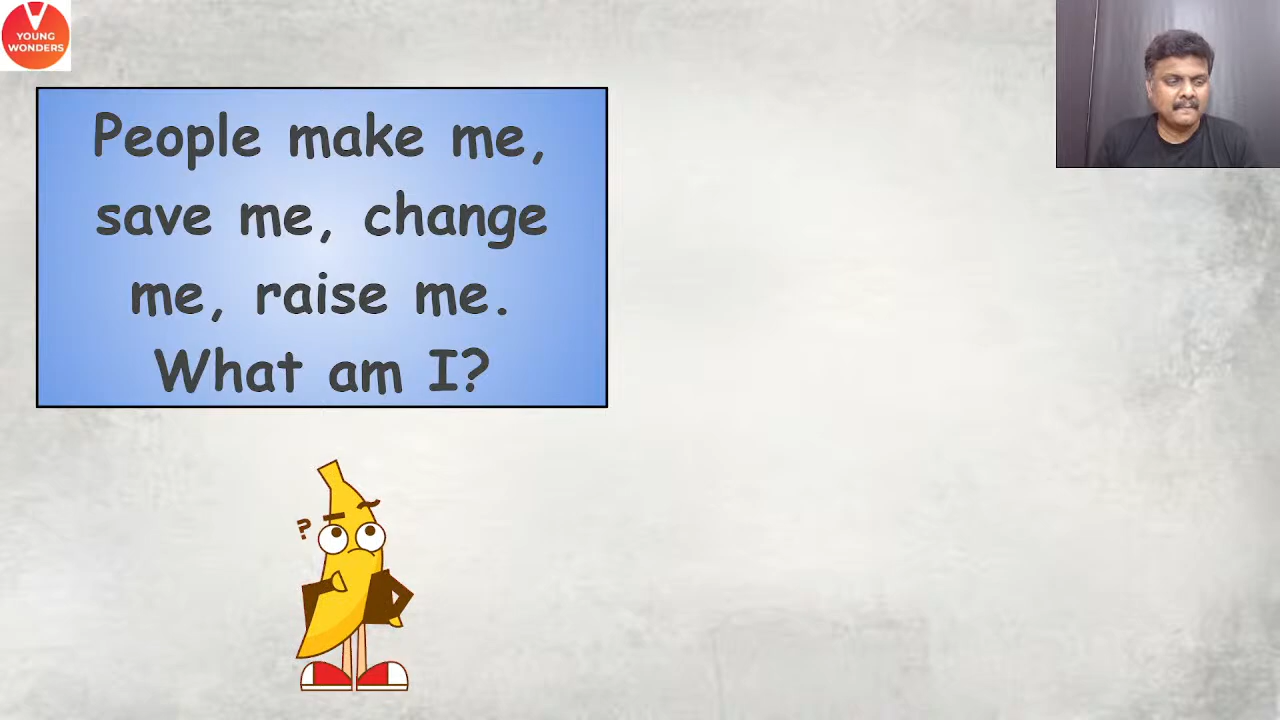 YOUNG
WONDERS
People make me,
save me, change
me, raise me.
What am I?
?